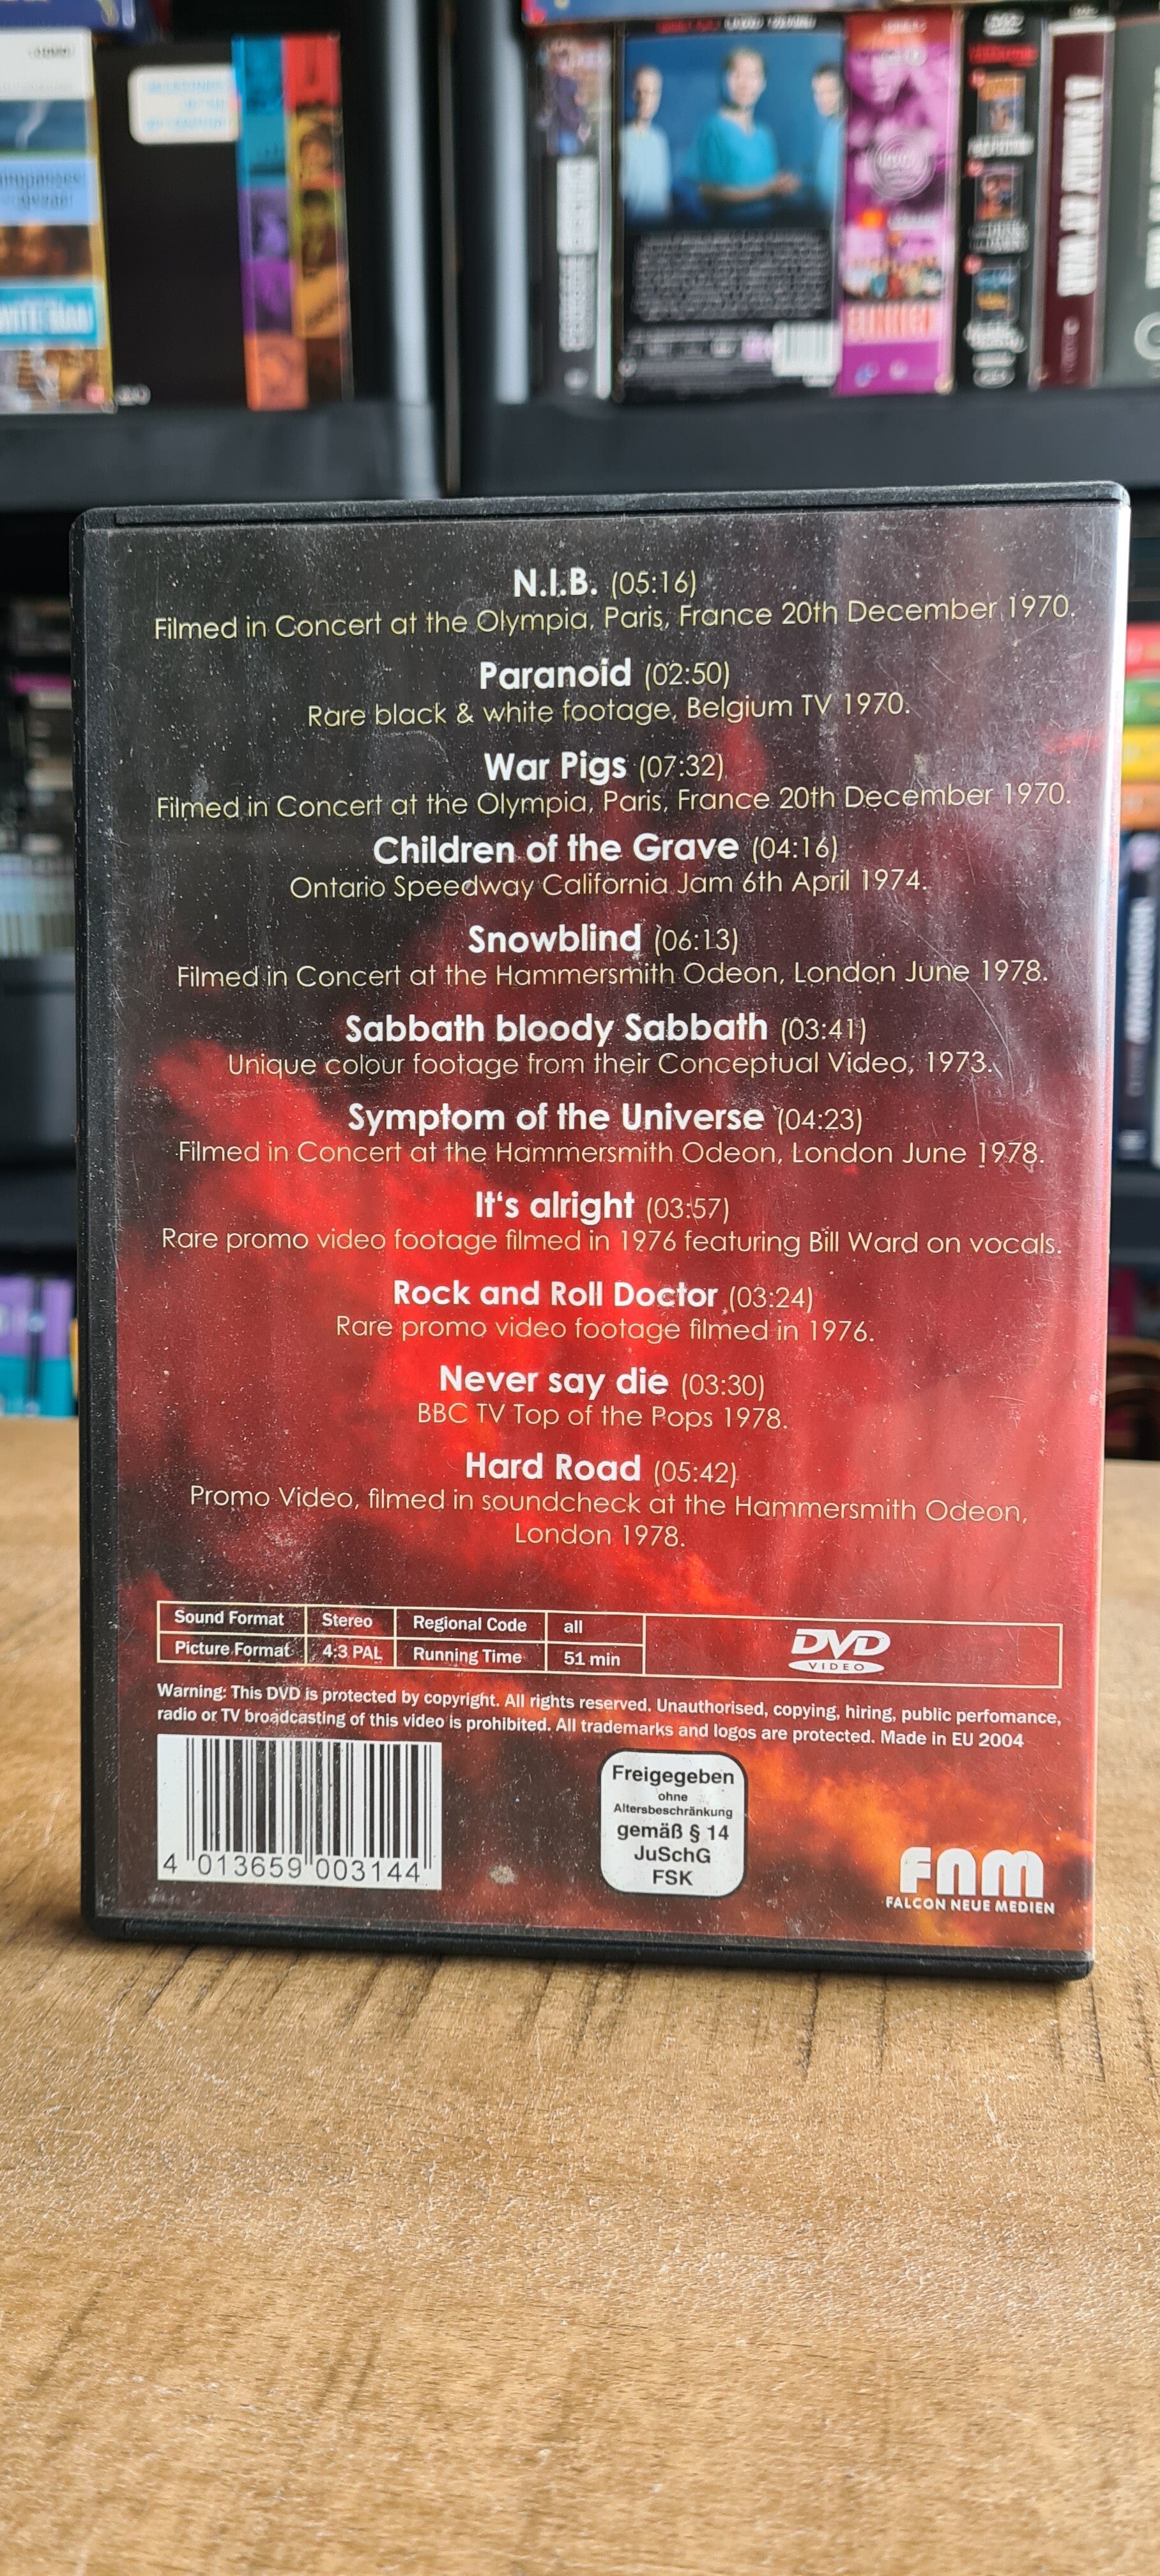 A FAMILY AT WAR
N.I.B. (05:16)
Filmed in Concert at the Olympia, Paris, France 20th December 1970.
Paranoid (02:50)
Rare black & white footage, Belgium TV 1970.
War Pigs (07:32)
Filmed in Concert at the Olympia, Paris, France 20th December 1970.
Children of the Grave (04:16)
Ontario Speedway California Jam 6th April 1974.
Snowblind (06:13)
Filmed in Concert at the Hammersmith Odeon, London June 1978.
Sabbath bloody Sabbath (03:41)
Unique colour footage from their Conceptual Video, 1973.
Symptom of the Universe (04:23)
Filmed in Concert at the Hammersmith Odeon, London June 1978.
It‘s alright (03:57)
Rare promo video footage filmed in 1976 featuring Bill Ward on vocals.
Rock and Roll Doctor (03:24)
Rare promo video footage filmed in 1976.
Never say die (03:30)
BBC TV Top of the Pops 1978.
Hard Road (05:42)
Promo Video, filmed in soundcheck at the Hammersmith Odeon,
London 1978.
Sound Format Stereo Regional Code all
Picture Format 4:3 PAL Running Time 51 min
DVD
VIDEO
Warning: This DVD is protected by copyright. All rights reserved. Unauthorised, copying, hiring, public perfomance,
radio or TV broadcasting of this video is prohibited. All trademarks and logos are protected. Made in EU 2004
4 013659 003144
Freigegeben
ohne
Altersbeschränkung
gemäß § 14
JuSchG
FSK
FNM
FALCON NEUE MEDIEN